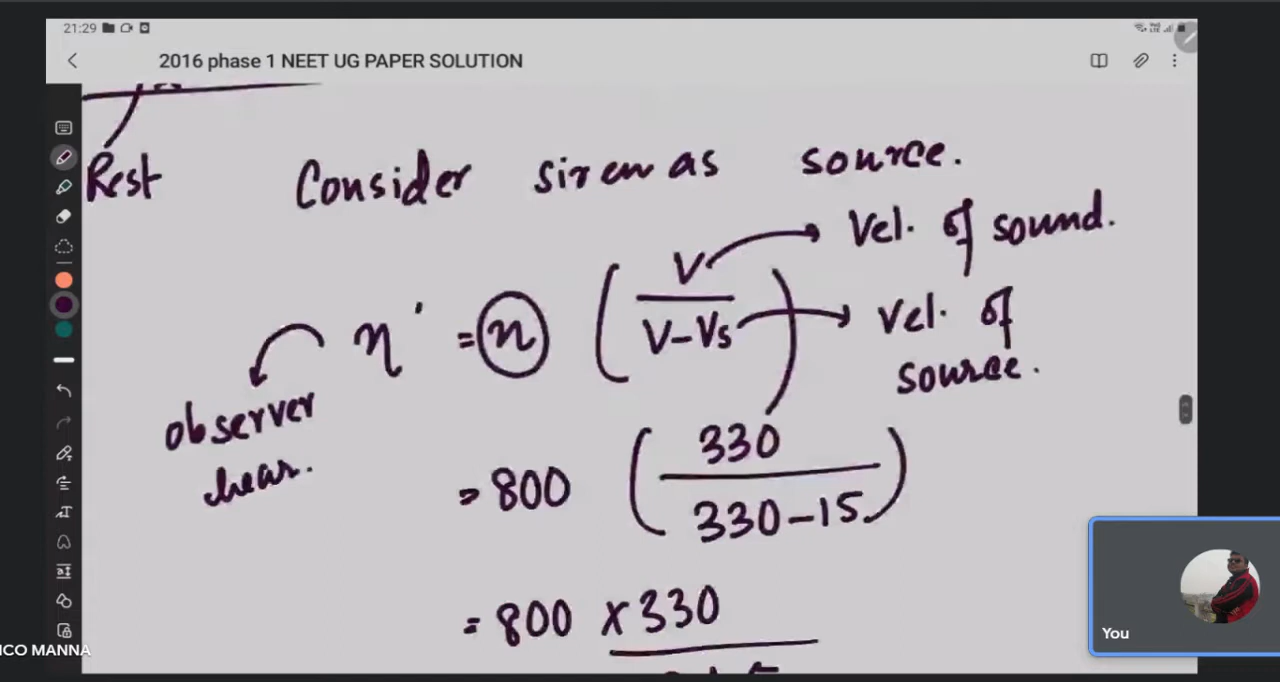 21:29
2016 phase 1 NEET UG PAPER SOLUTION
Rest
Consider siren as source.
η' = n ( V / V-Vs )
Vel. of sound.
Vel. of
source.
observer
hear.
= 800 ( 330 / 330-15 )
= 800 x 330
You
ICO MANNA